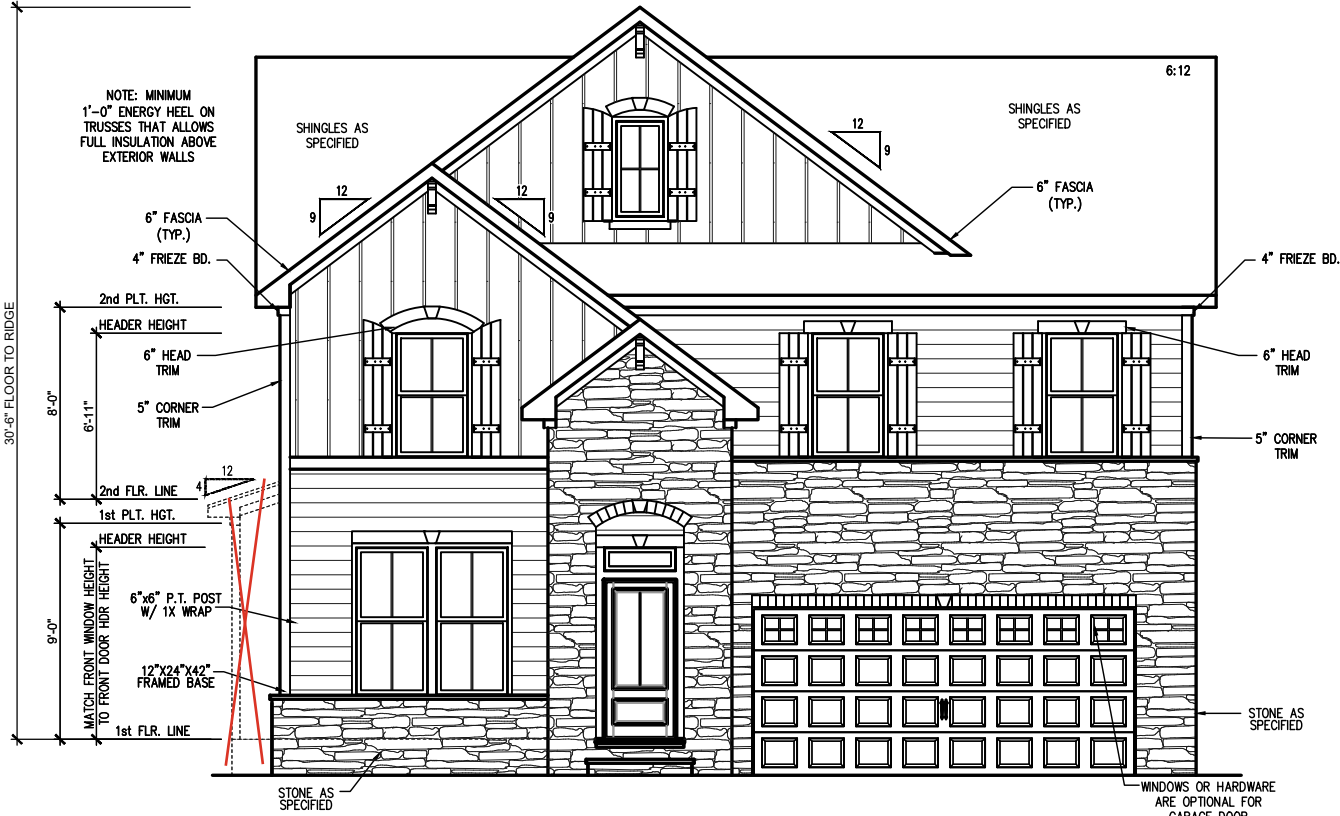 6:12
NOTE: MINIMUM
1'-0" ENERGY HEEL ON
TRUSSES THAT ALLOWS
FULL INSULATION ABOVE
EXTERIOR WALLS
SHINGLES AS
SPECIFIED
SHINGLES AS
SPECIFIED
12
9
12
9
12
9
6" FASCIA
(TYP.)
6" FASCIA
(TYP.)
4" FRIEZE BD.
4" FRIEZE BD.
2nd PLT. HGT.
HEADER HEIGHT
6" HEAD
TRIM
6" HEAD
TRIM
5" CORNER
TRIM
5" CORNER
TRIM
30'-6" FLOOR TO RIDGE
8'-0"
6'-11"
12
4
2nd FLR. LINE
1st PLT. HGT.
HEADER HEIGHT
9'-0"
MATCH FRONT WINDOW HEIGHT
TO FRONT DOOR HDR HEIGHT
6"x6" P.T. POST
W/ 1X WRAP
12"X24"X42"
FRAMED BASE
1st FLR. LINE
STONE AS
SPECIFIED
STONE AS
SPECIFIED
WINDOWS OR HARDWARE
ARE OPTIONAL FOR
GARAGE DOOR